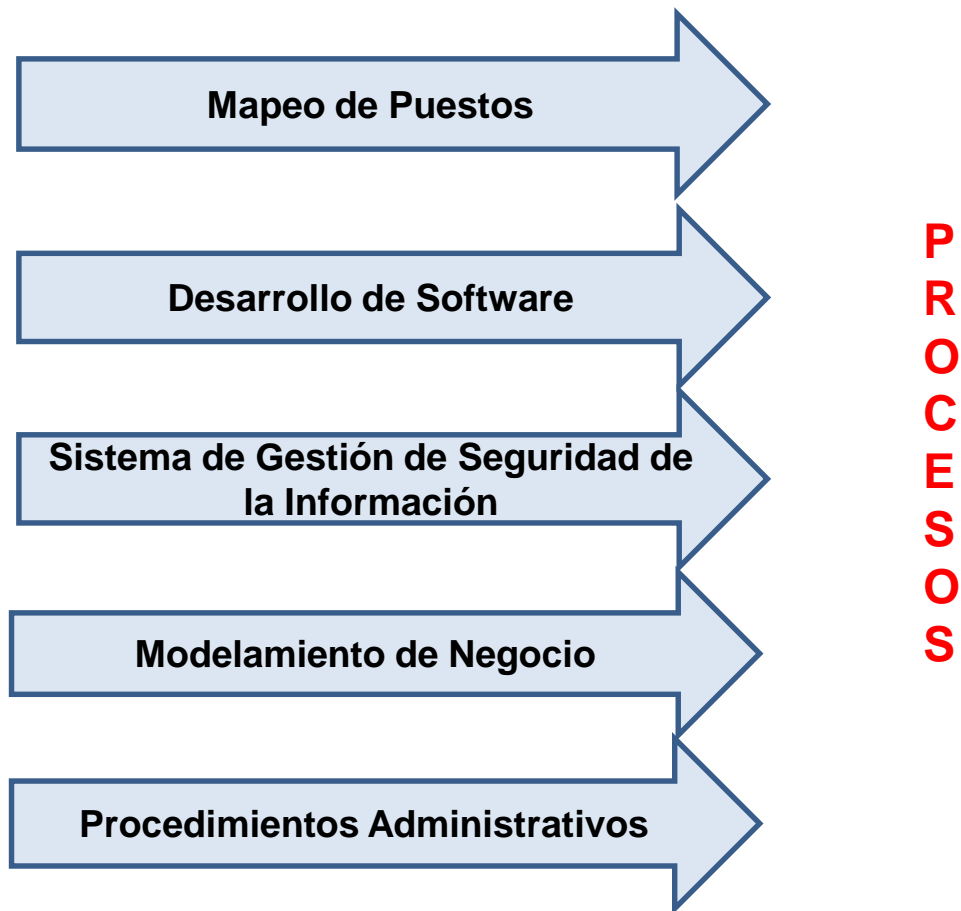 Mapeo de Puestos
Desarrollo de Software
Sistema de Gestión de Seguridad de
la Información
Modelamiento de Negocio
Procedimientos Administrativos
P
R
O
C
E
S
O
S